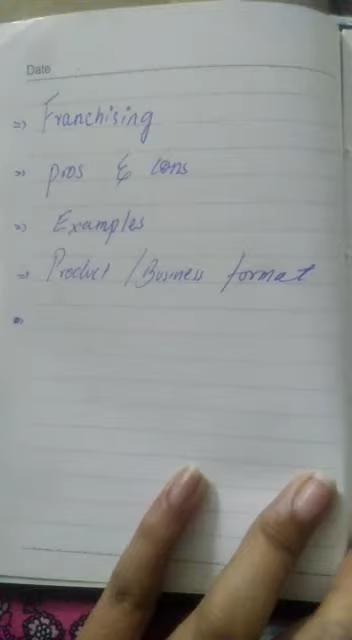 Date
=> Franchising
=> Pros & Cons
=> Examples
=> Product / Business format
=>